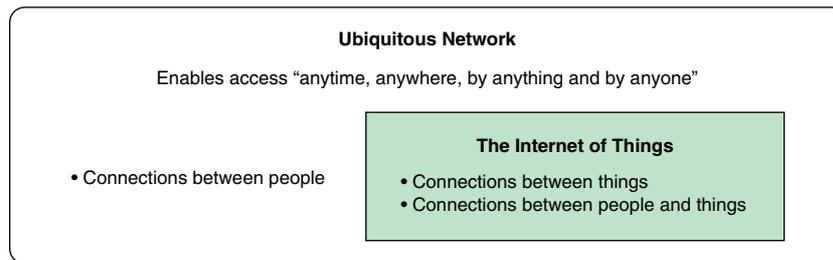 Ubiquitous Network
Enables access “anytime, anywhere, by anything and by anyone”
The Internet of Things
• Connections between people
• Connections between things
• Connections between people and things